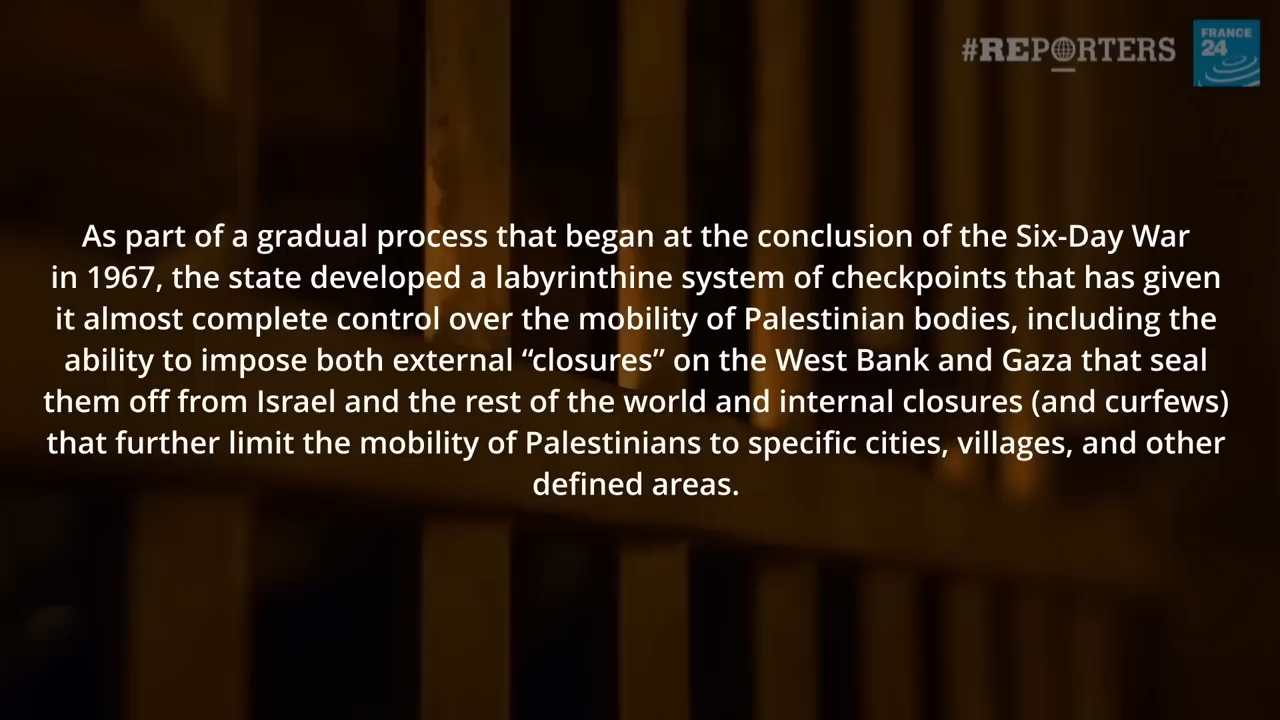 #REPORTERS
FRANCE
24
As part of a gradual process that began at the conclusion of the Six-Day War
in 1967, the state developed a labyrinthine system of checkpoints that has given
it almost complete control over the mobility of Palestinian bodies, including the
ability to impose both external “closures” on the West Bank and Gaza that seal
them off from Israel and the rest of the world and internal closures (and curfews)
that further limit the mobility of Palestinians to specific cities, villages, and other
defined areas.